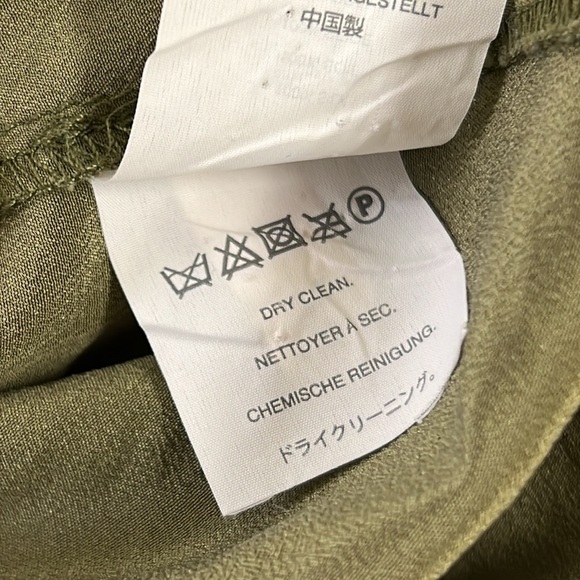 GESTELLT
中国製
P
DRY CLEAN.
NETTOYER A SEC.
CHEMISCHE REINIGUNG.
ドライクリーニング。